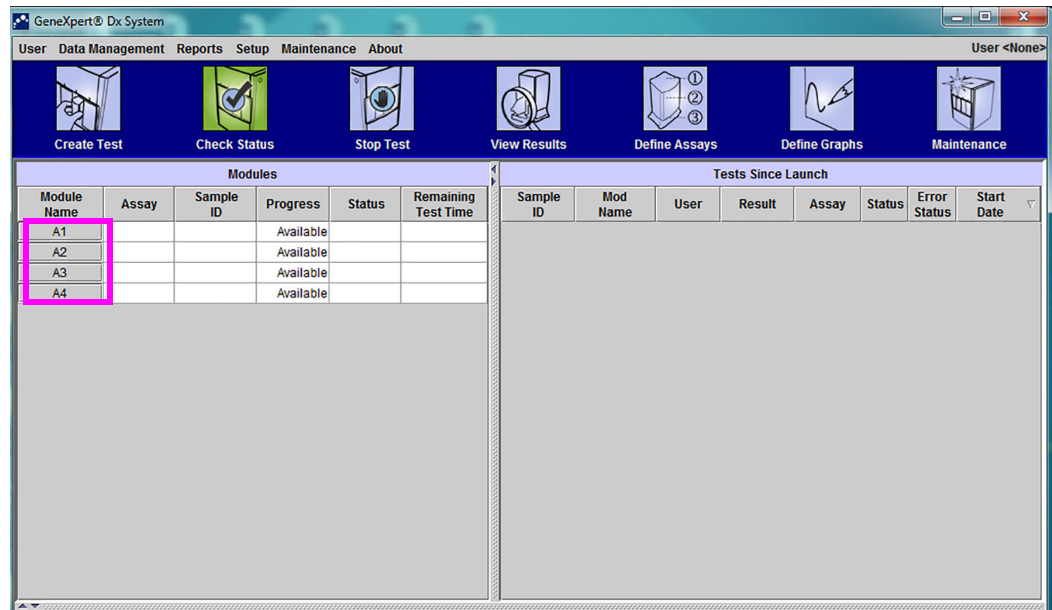 GeneXpert® Dx System
User Data Management Reports Setup Maintenance About User <None>
Create Test Check Status Stop Test View Results Define Assays Define Graphs Maintenance
① ② ③
Modules Tests Since Launch
Module Name Assay Sample ID Progress Status Remaining Test Time Sample ID Mod Name User Result Assay Status Error Status Start Date
A1 Available
A2 Available
A3 Available
A4 Available